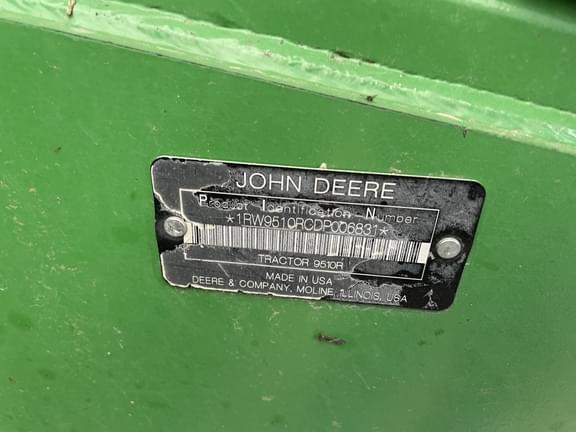 JOHN DEERE
Product Identification Number
*1RW9510RCDP006831*
TRACTOR 9510R
MADE IN USA
DEERE & COMPANY, MOLINE, ILLINOIS, USA